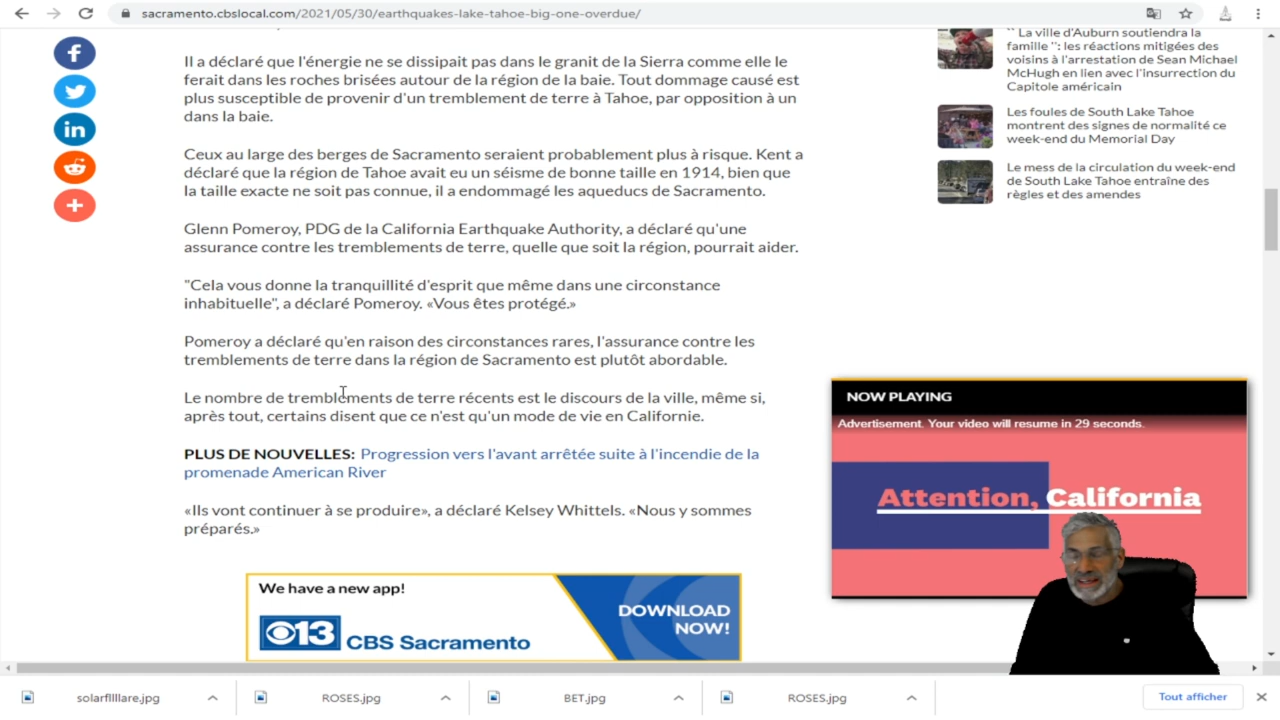 sacramento.cbslocal.com/2021/05/30/earthquakes-lake-tahoe-big-one-overdue/
Il a déclaré que l'énergie ne se dissipait pas dans le granit de la Sierra comme elle le
ferait dans les roches brisées autour de la région de la baie. Tout dommage causé est
plus susceptible de provenir d'un tremblement de terre à Tahoe, par opposition à un
dans la baie.
Ceux au large des berges de Sacramento seraient probablement plus à risque. Kent a
déclaré que la région de Tahoe avait eu un séisme de bonne taille en 1914, bien que
la taille exacte ne soit pas connue, il a endommagé les aqueducs de Sacramento.
Glenn Pomeroy, PDG de la California Earthquake Authority, a déclaré qu'une
assurance contre les tremblements de terre, quelle que soit la région, pourrait aider.
"Cela vous donne la tranquillité d'esprit que même dans une circonstance
inhabituelle", a déclaré Pomeroy. «Vous êtes protégé.»
Pomeroy a déclaré qu'en raison des circonstances rares, l'assurance contre les
tremblements de terre dans la région de Sacramento est plutôt abordable.
Le nombre de tremblements de terre récents est le discours de la ville, même si,
après tout, certains disent que ce n'est qu'un mode de vie en Californie.
PLUS DE NOUVELLES: Progression vers l'avant arrêtée suite à l'incendie de la
promenade American River
«Ils vont continuer à se produire», a déclaré Kelsey Whittels. «Nous y sommes
préparés.»
We have a new app!
13 CBS Sacramento
DOWNLOAD
NOW!
`` La ville d'Auburn soutiendra la
famille '': les réactions mitigées des
voisins à l'arrestation de Sean Michael
McHugh en lien avec l'insurrection du
Capitole américain
Les foules de South Lake Tahoe
montrent des signes de normalité ce
week-end du Memorial Day
Le mess de la circulation du week-end
de South Lake Tahoe entraîne des
règles et des amendes
NOW PLAYING
Advertisement. Your video will resume in 29 seconds.
Attention, California
solarflllllare.jpg
ROSES.jpg
BET.jpg
ROSES.jpg
Tout afficher